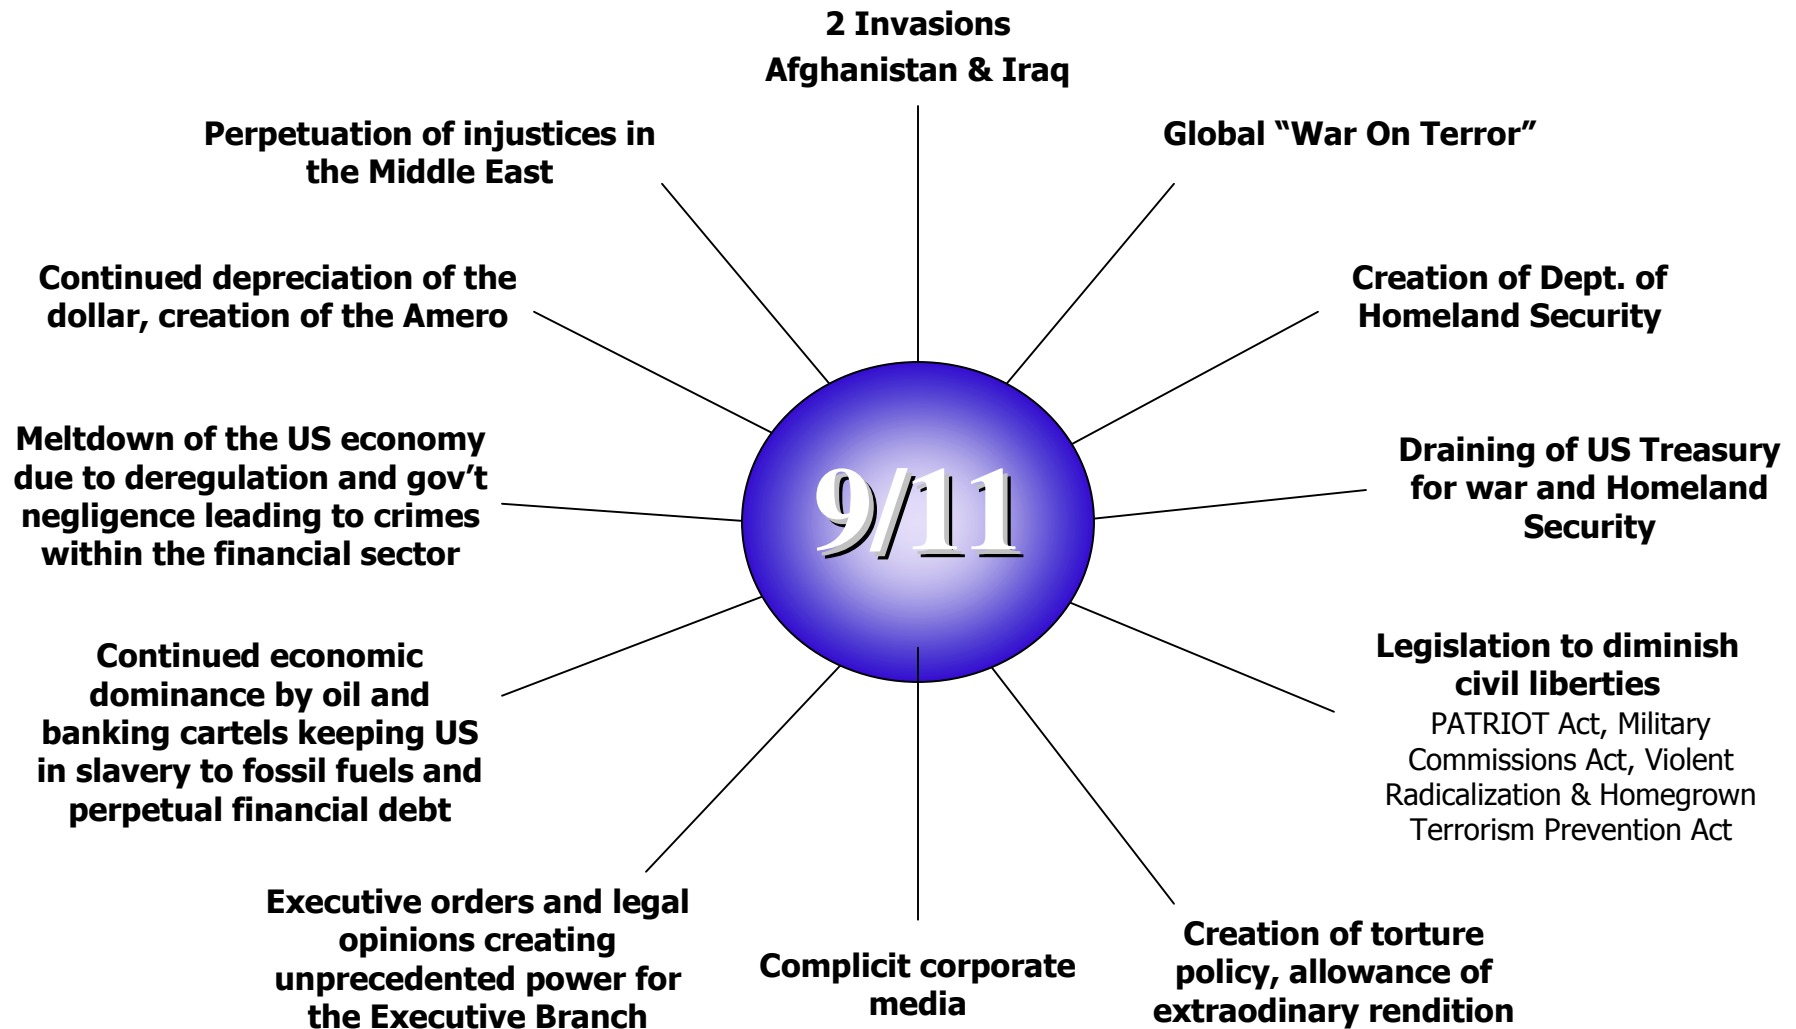 2 Invasions
Afghanistan & Iraq
Global “War On Terror”
Creation of Dept. of
Homeland Security
Draining of US Treasury
for war and Homeland
Security
Legislation to diminish
civil liberties
PATRIOT Act, Military
Commissions Act, Violent
Radicalization & Homegrown
Terrorism Prevention Act
Creation of torture
policy, allowance of
extraodinary rendition
Complicit corporate
media
Executive orders and legal
opinions creating
unprecedented power for
the Executive Branch
Continued economic
dominance by oil and
banking cartels keeping US
in slavery to fossil fuels and
perpetual financial debt
Meltdown of the US economy
due to deregulation and gov’t
negligence leading to crimes
within the financial sector
Continued depreciation of the
dollar, creation of the Amero
Perpetuation of injustices in
the Middle East
9/11